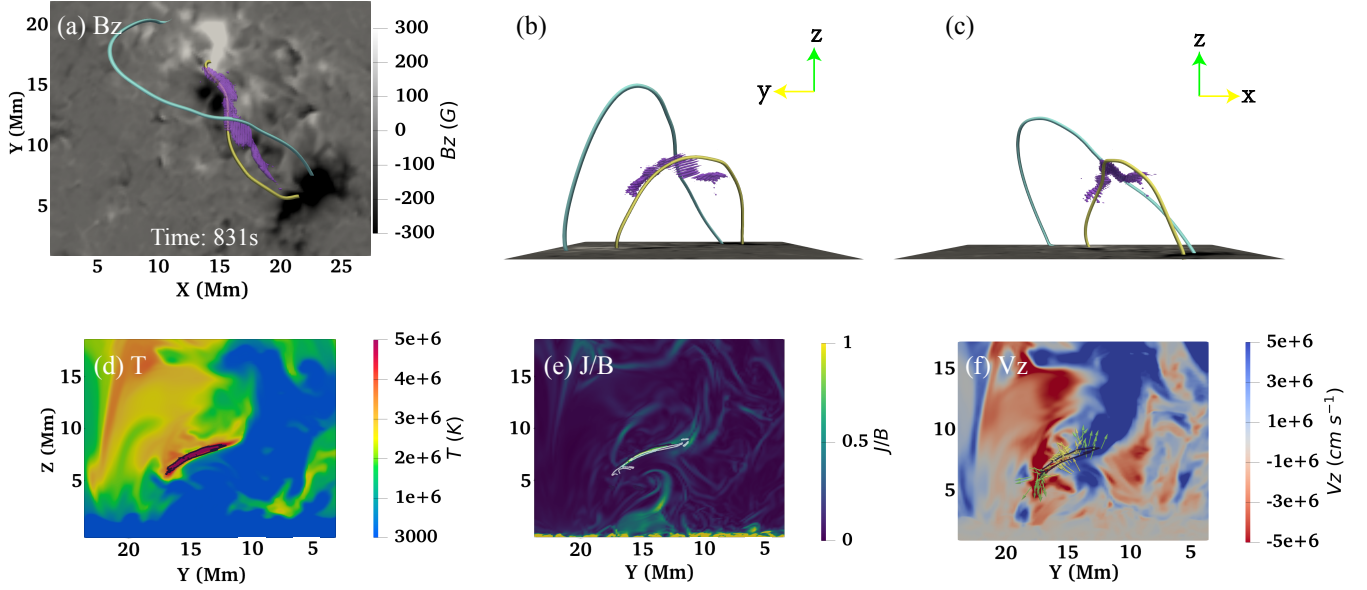 (a) Bz
(b)
(c)
20
15
10
5
Y (Mm)
Time: 831s
5
10
15
20
25
X (Mm)
300
200
100
0
-100
-200
-300
Bz (G)
z
y
z
x
(d) T
15
10
5
Z (Mm)
20
15
10
5
Y (Mm)
5e+6
4e+6
3e+6
2e+6
1e+6
3000
T (K)
(e) J/B
15
10
5
20
15
10
5
Y (Mm)
1
0.5
0
J/B
(f) Vz
15
10
5
20
15
10
5
Y (Mm)
5e+6
3e+6
1e+6
-1e+6
-3e+6
-5e+6
Vz (cm s⁻¹)